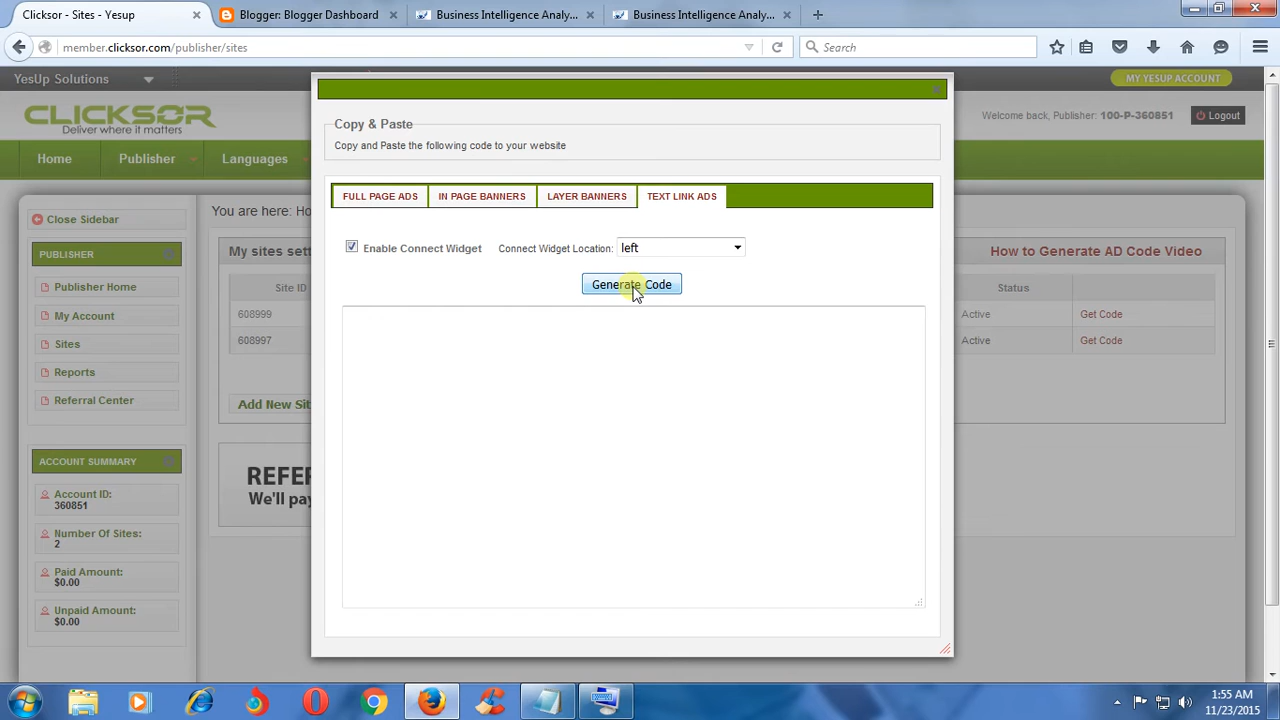 Clicksor - Sites - Yesup
Blogger: Blogger Dashboard
Business Intelligence Analy...
Business Intelligence Analy...
member.clicksor.com/publisher/sites
Search
YesUp Solutions
MY YESUP ACCOUNT
CLICKSOR
Deliver where it matters
Welcome back, Publisher: 100-P-360851
Logout
Home
Publisher
Languages
Close Sidebar
You are here: Ho
PUBLISHER
Publisher Home
My Account
Sites
Reports
Referral Center
ACCOUNT SUMMARY
Account ID:
360851
Number Of Sites:
2
Paid Amount:
$0.00
Unpaid Amount:
$0.00
My sites sett
How to Generate AD Code Video
Site ID
Status
608999
Active
Get Code
608997
Active
Get Code
Add New Sit
REFER
We'll pay
Copy & Paste
Copy and Paste the following code to your website
FULL PAGE ADS
IN PAGE BANNERS
LAYER BANNERS
TEXT LINK ADS
Enable Connect Widget
Connect Widget Location:
left
Generate Code
1:55 AM
11/23/2015